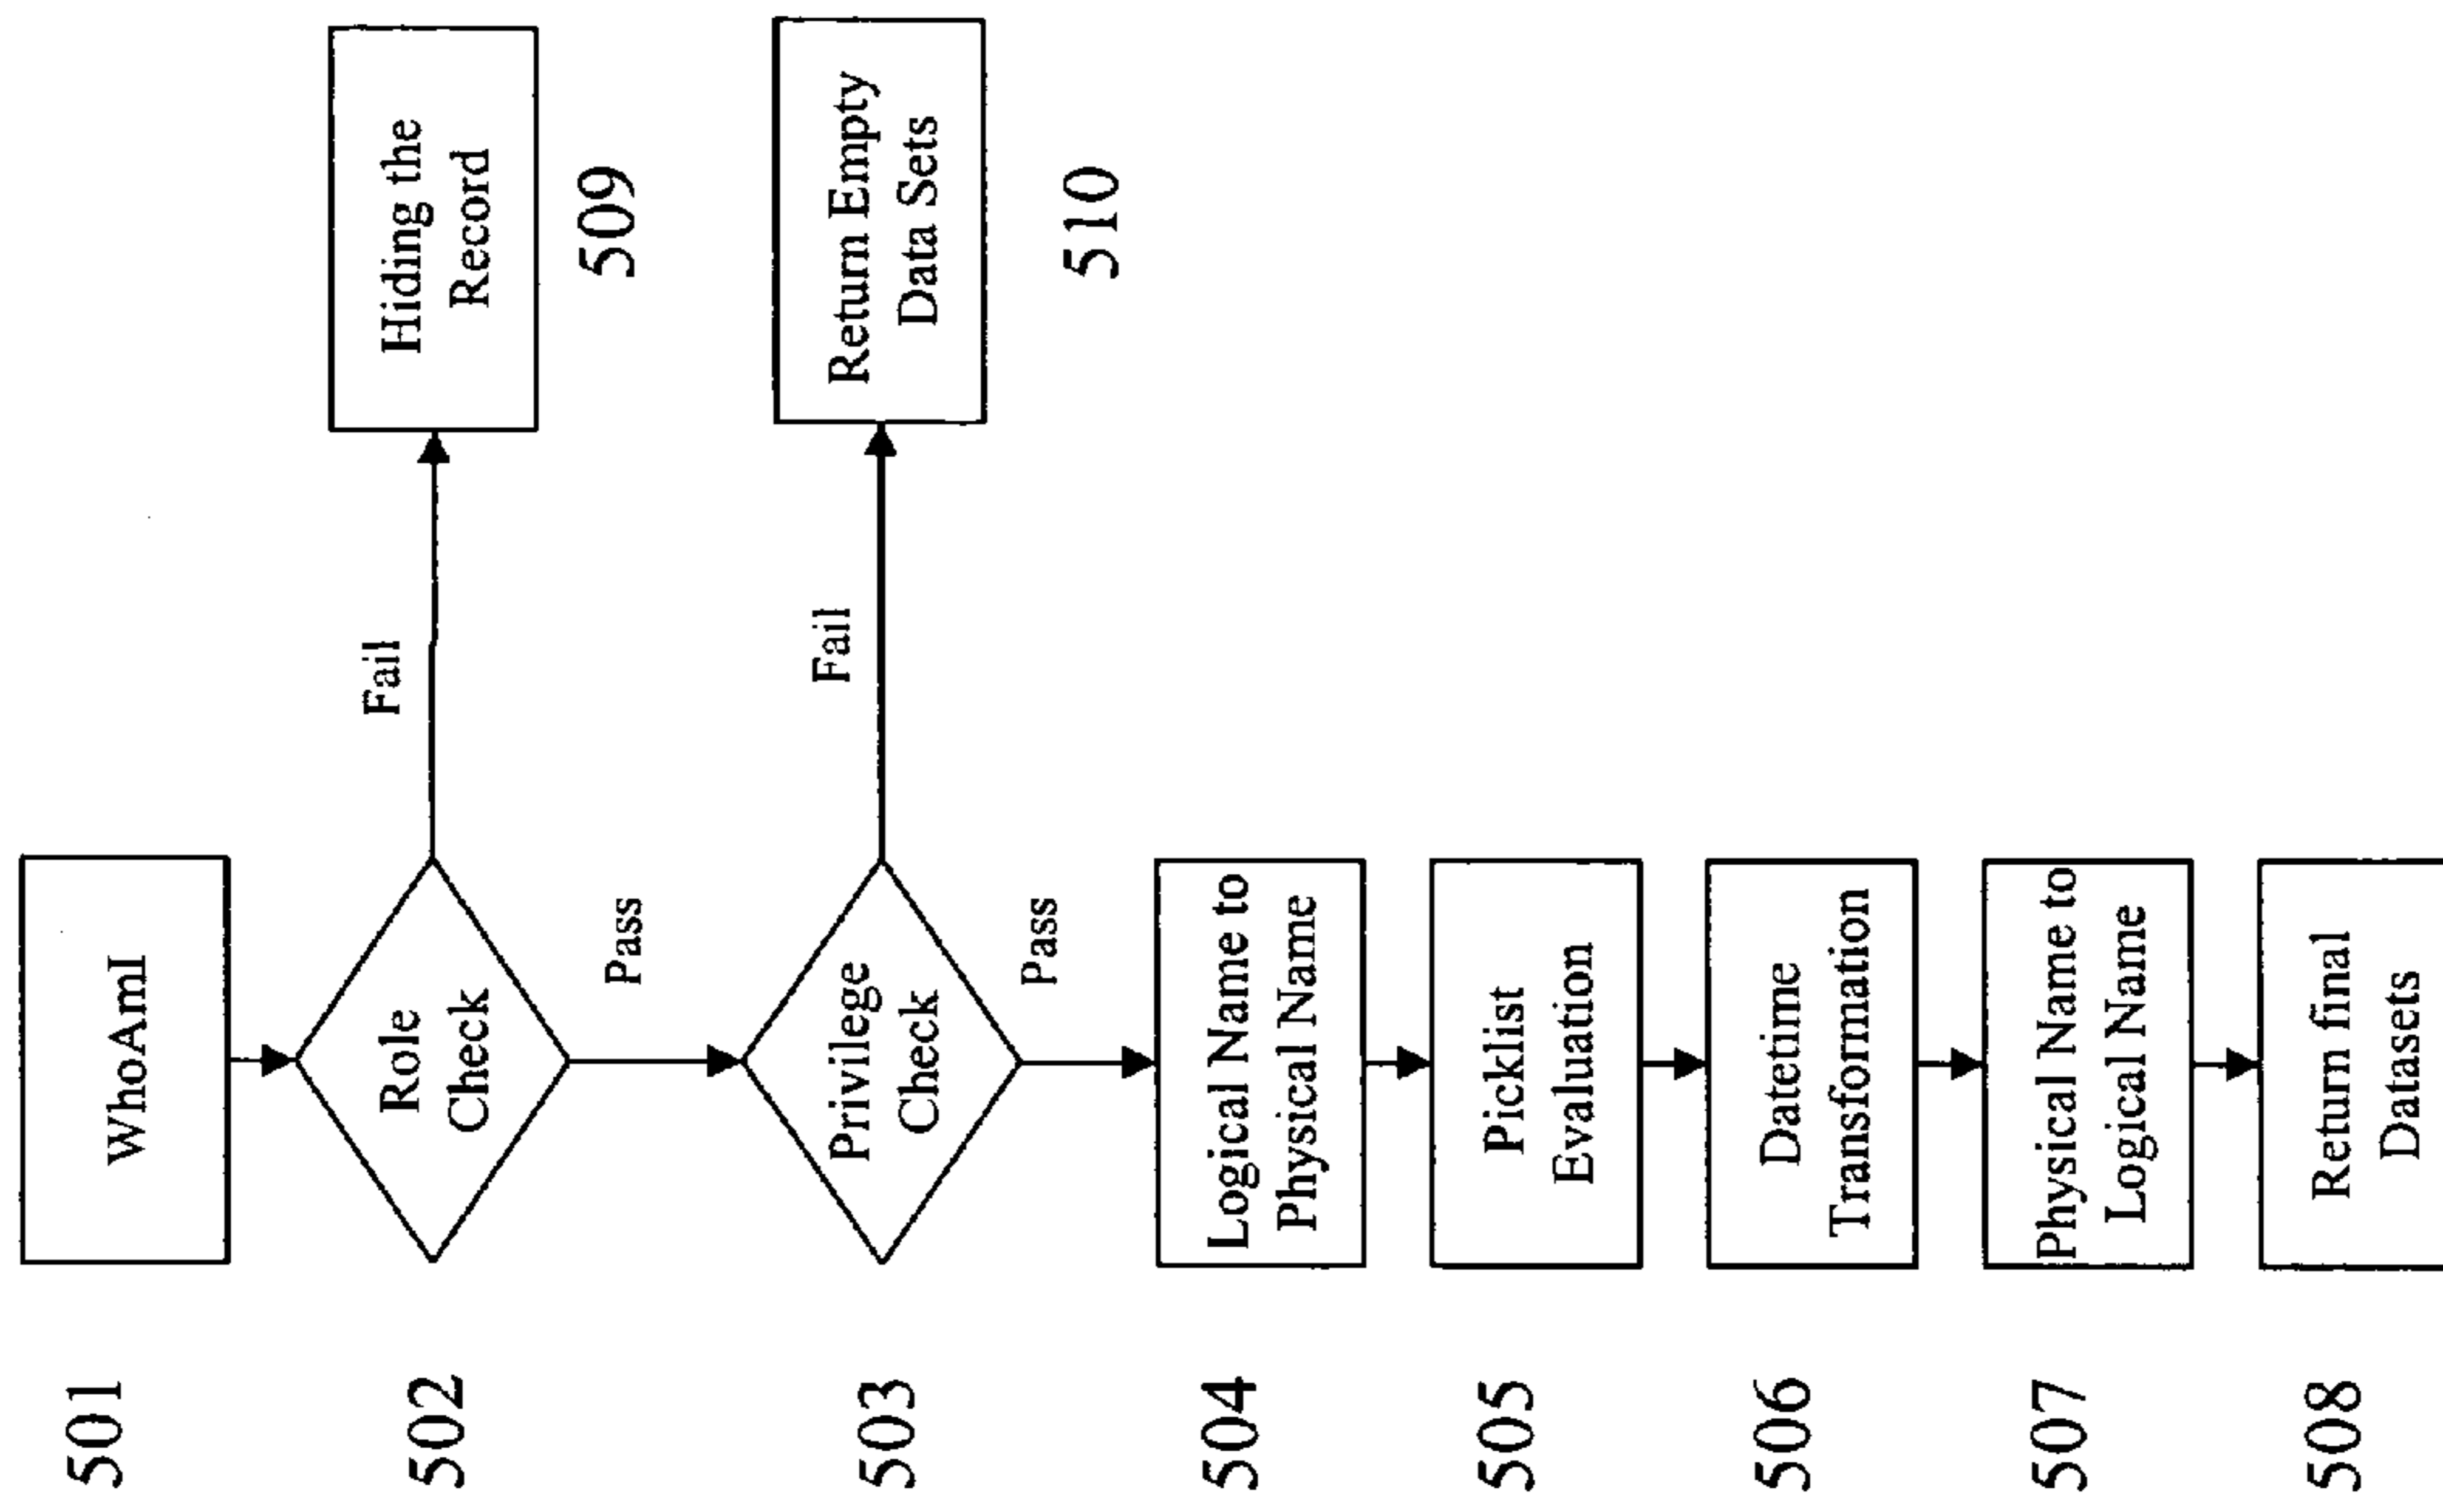 501
WhoAmI
502
Role
Check
Fail
Hiding the
Record
509
Pass
503
Privilege
Check
Fail
Return Empty
Data Sets
510
Pass
504
Logical Name to
Physical Name
505
Picklist
Evaluation
506
Datetime
Transformation
507
Physical Name to
Logical Name
508
Return final
Datasets